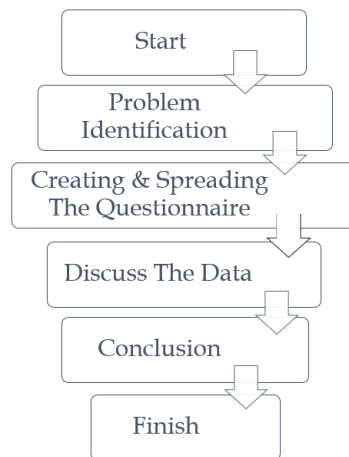 Start
Problem
Identification
Creating & Spreading
The Questionnaire
Discuss The Data
Conclusion
Finish